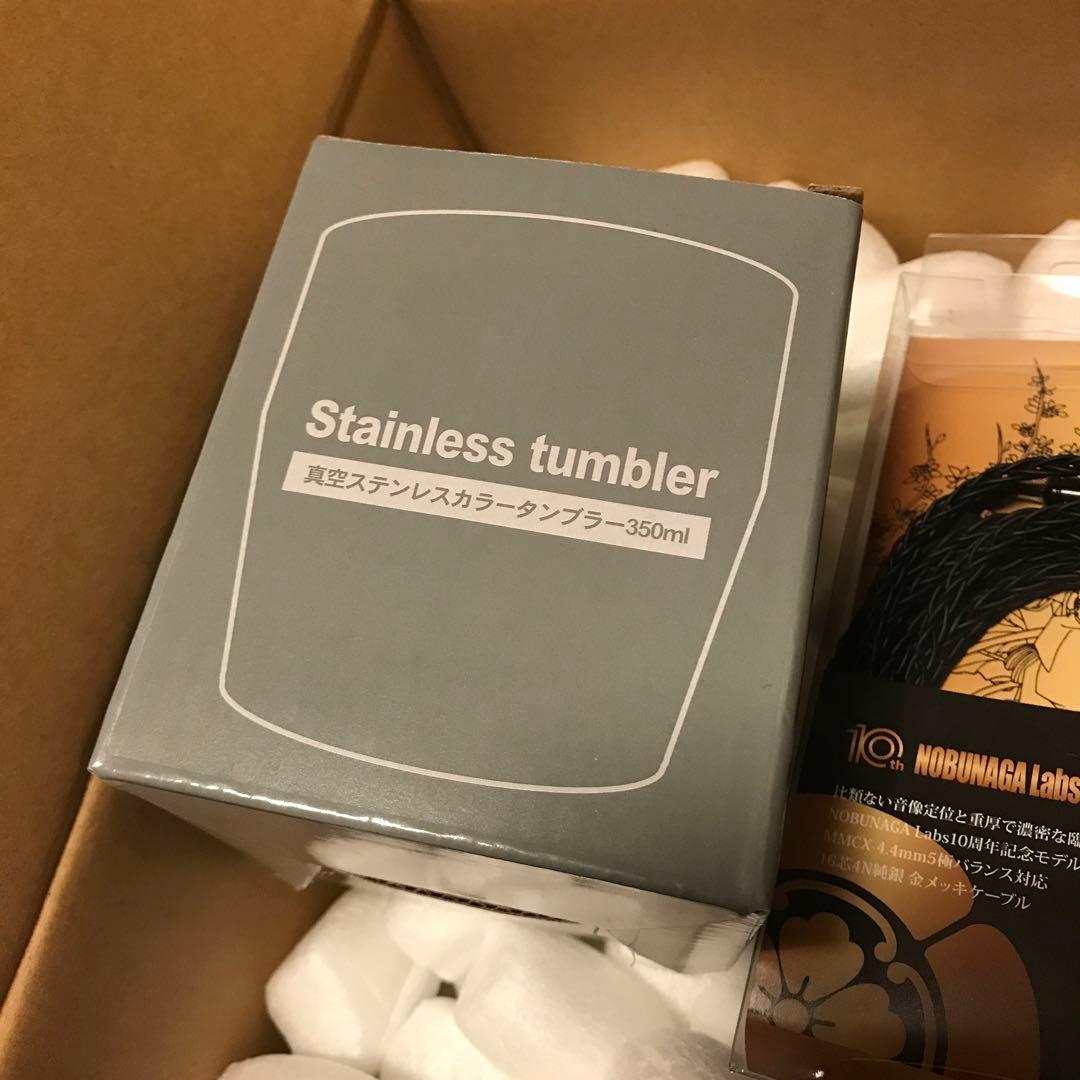 Stainless tumbler
真空ステンレスカラータンブラー350ml
10th NOBUNAGA Labs
比類ない音像定位と重厚で濃密な臨
NOBUNAGA Labs10周年記念モデル
MMCX-4.4mm5極バランス対応
16芯4N純銀 金メッキケーブル